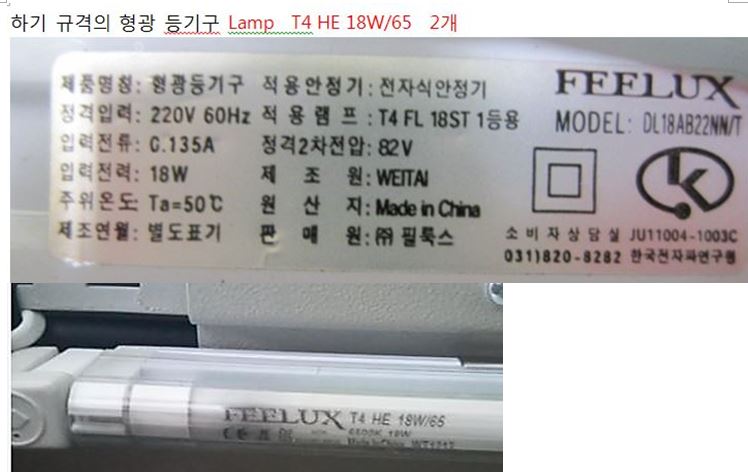 하기 규격의 형광 등기구 Lamp T4 HE 18W/65 2개
제품명칭: 형광등기구 적용안정기: 전자식안정기
정격입력: 220V 60Hz 적용램프: T4 FL 18ST 1등용
입력전류: 0.135A 정격2차전압: 82V
입력전력: 18W 제 조 원: WEITAI
주위온도: Ta=50℃ 원 산 지: Made in China
제조연월: 별도표기 판 매 원: ㈜ 필룩스
FEELUX
MODEL: DL18AB22NN/T
소비자상담실 JU11004-1003C
031)820-8282 한국전자파연구원
FEELUX T4 HE 18W/65
6500K 18W
Made in China